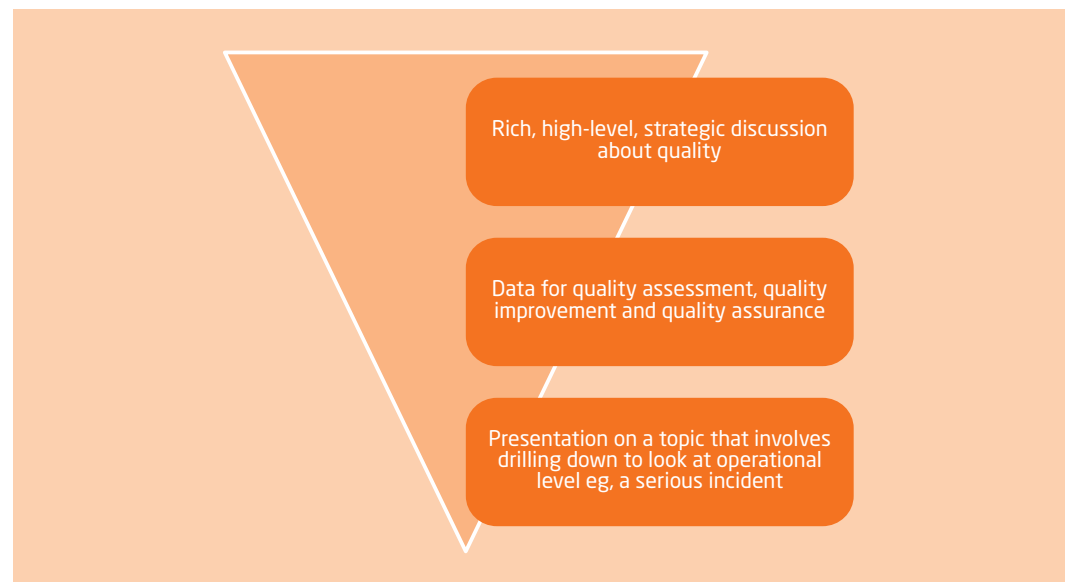 Rich, high-level, strategic discussion
about quality
Data for quality assessment, quality
improvement and quality assurance
Presentation on a topic that involves
drilling down to look at operational
level eg, a serious incident